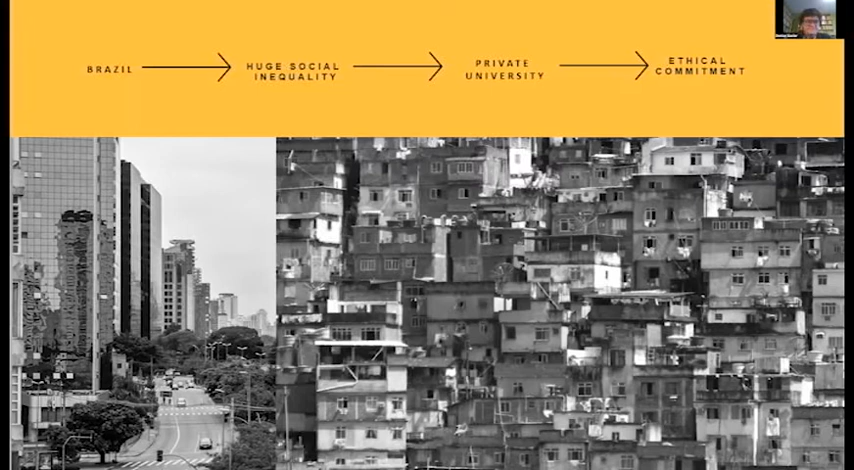 BRAZIL
HUGE SOCIAL
INEQUALITY
PRIVATE
UNIVERSITY
ETHICAL
COMMITMENT